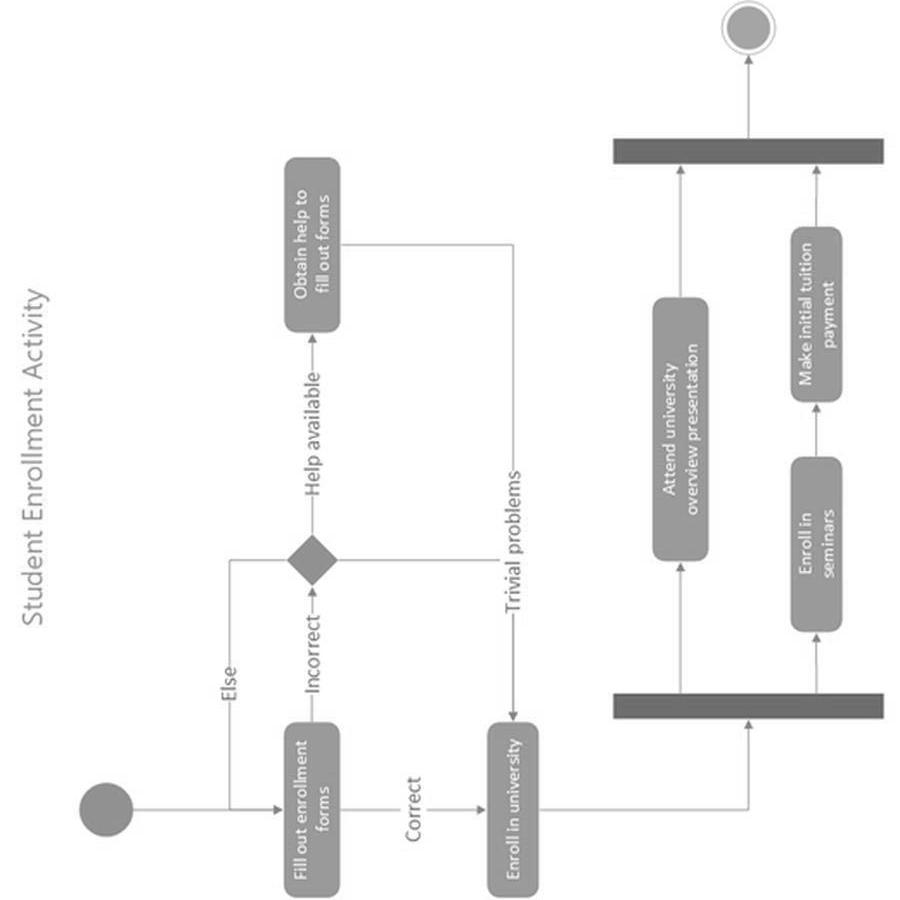 Student Enrollment Activity
Fill out enrollment
forms
Else
Incorrect
Help available
Obtain help to
fill out forms
Correct
Trivial problems
Enroll in university
Attend university
overview presentation
Enroll in
seminars
Make initial tuition
payment